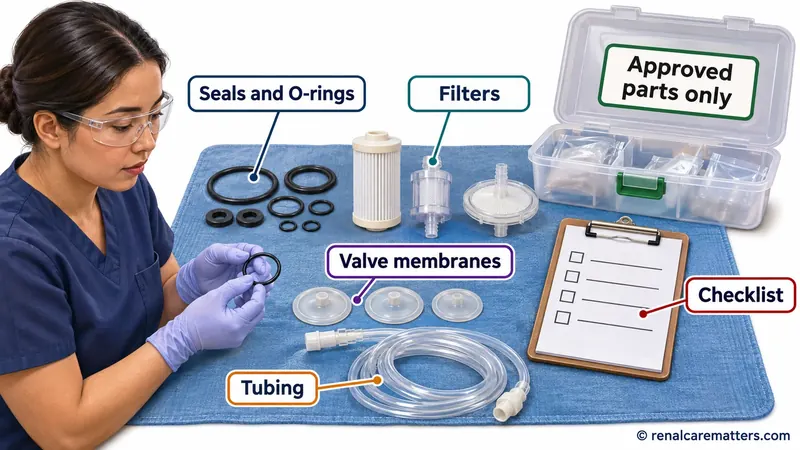 Seals and O-rings
Filters
Approved
parts only
Valve membranes
Checklist
Tubing
© renalcarematters.com